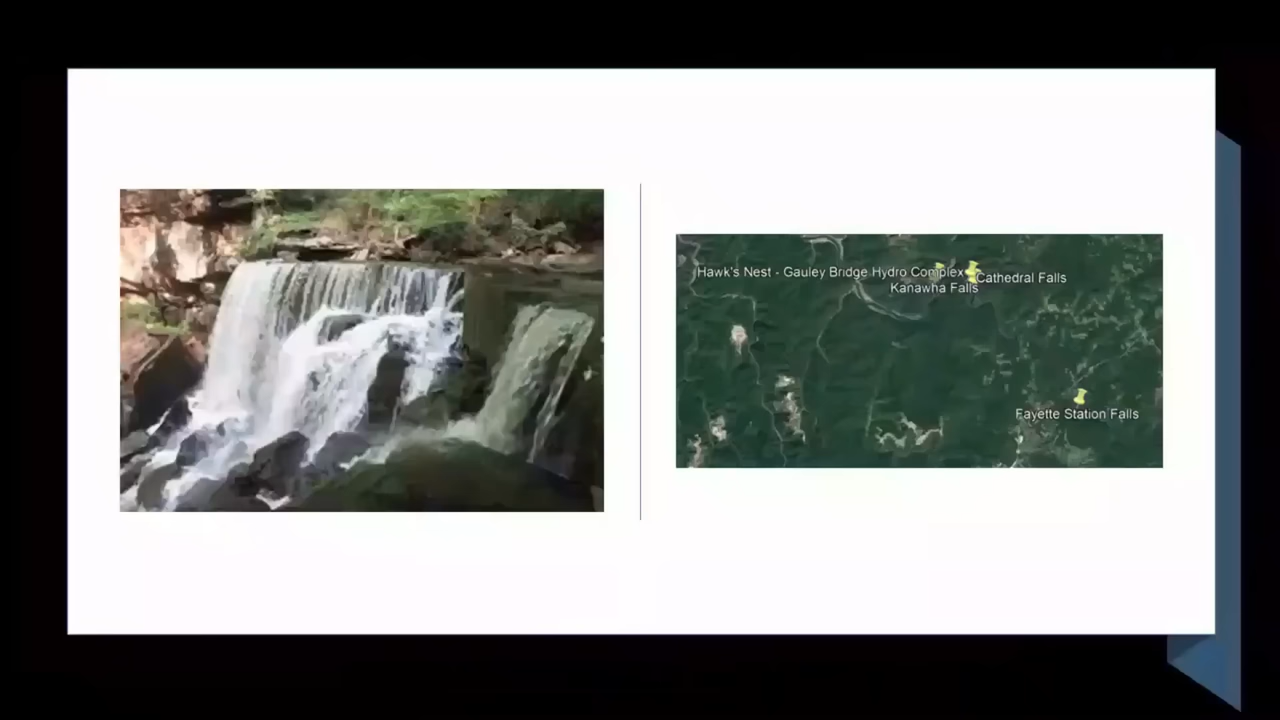 Hawk's Nest - Gauley Bridge Hydro Complex
Cathedral Falls
Kanawha Falls
Fayette Station Falls